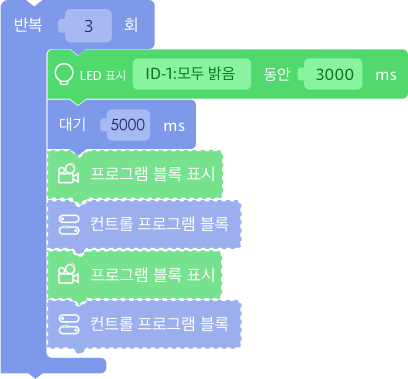 반복 3 회
LED 표시 ID-1:모두 밝음 동안 3000 ms
대기 5000 ms
프로그램 블록 표시
컨트롤 프로그램 블록
프로그램 블록 표시
컨트롤 프로그램 블록